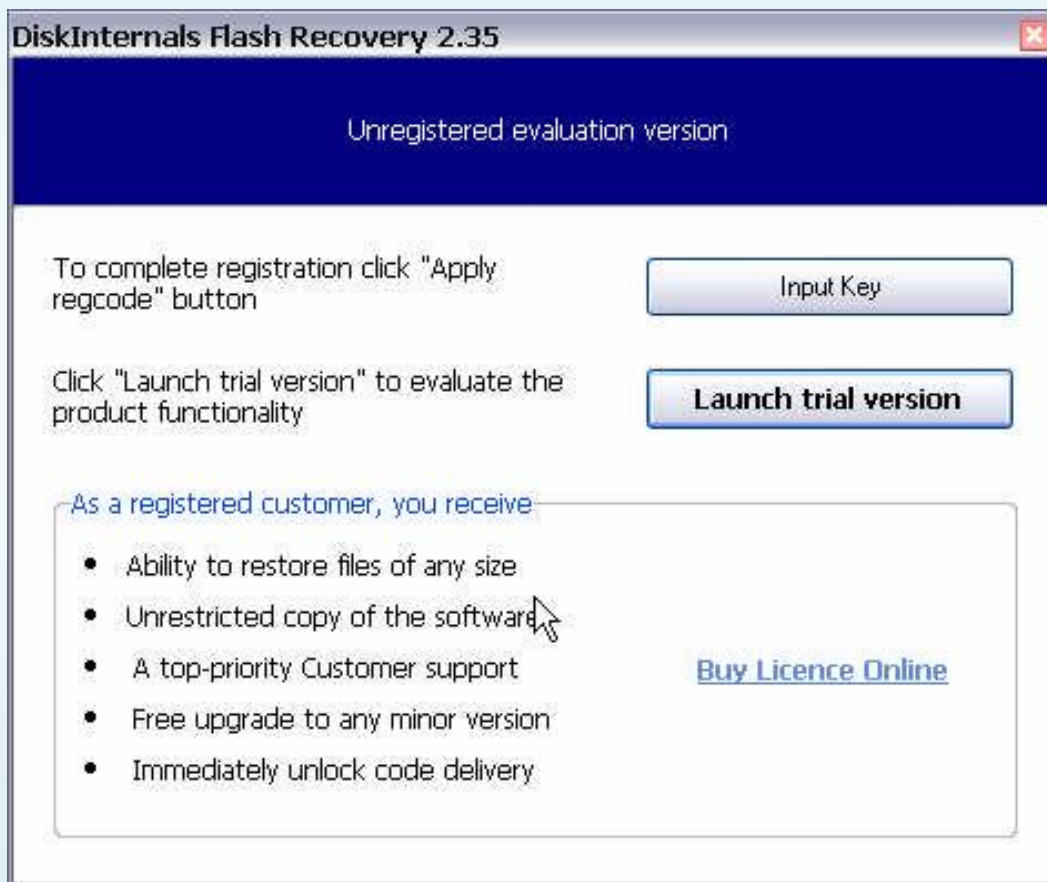 DiskInternals Flash Recovery 2.35
Unregistered evaluation version
To complete registration click "Apply
regcode" button
Input Key
Click "Launch trial version" to evaluate the
product functionality
Launch trial version
As a registered customer, you receive
• Ability to restore files of any size
• Unrestricted copy of the software
• A top-priority Customer support
• Free upgrade to any minor version
• Immediately unlock code delivery
Buy Licence Online